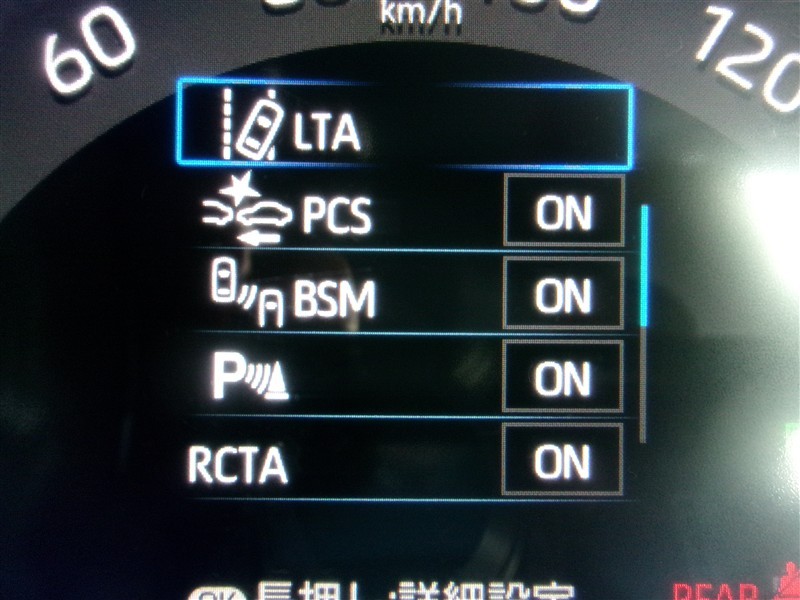 km/h
60
120
LTA
PCS ON
BSM ON
P ON
RCTA ON
OK 長押し:詳細設定
REAR